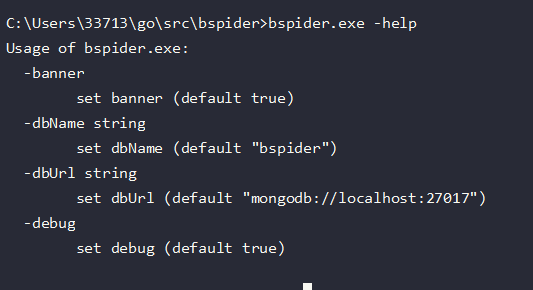 C:\Users\33713\go\src\bspider>bspider.exe -help
Usage of bspider.exe:
  -banner
        set banner (default true)
  -dbName string
        set dbName (default "bspider")
  -dbUrl string
        set dbUrl (default "mongodb://localhost:27017")
  -debug
        set debug (default true)